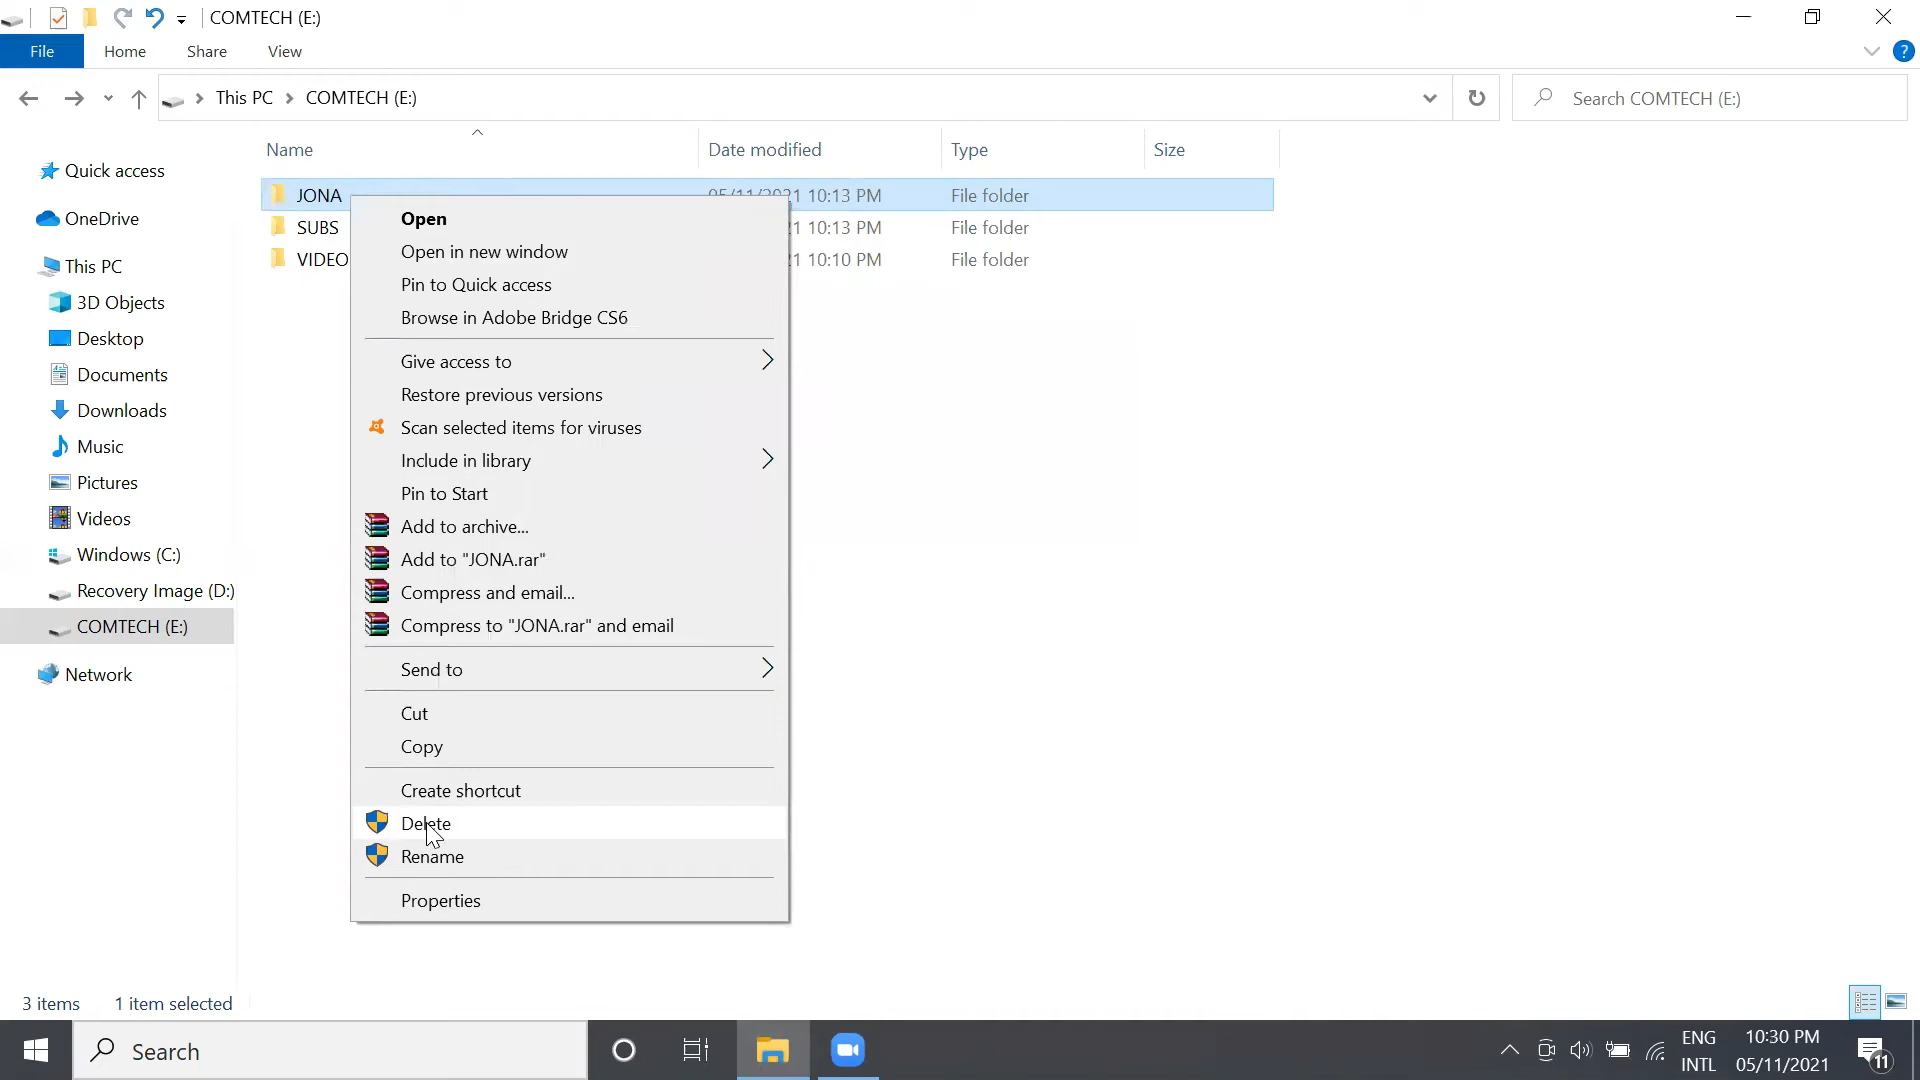 COMTECH (E:)
File Home Share View
This PC COMTECH (E:)
Search COMTECH (E:)
Name Date modified Type Size
Quick access
OneDrive
This PC
3D Objects
Desktop
Documents
Downloads
Music
Pictures
Videos
Windows (C:)
Recovery Image (D:)
COMTECH (E:)
Network
JONA 05/11/2021 10:13 PM File folder
SUBS 1 10:13 PM File folder
VIDEO 1 10:10 PM File folder
Open
Open in new window
Pin to Quick access
Browse in Adobe Bridge CS6
Give access to
Restore previous versions
Scan selected items for viruses
Include in library
Pin to Start
Add to archive...
Add to "JONA.rar"
Compress and email...
Compress to "JONA.rar" and email
Send to
Cut
Copy
Create shortcut
Delete
Rename
Properties
3 items 1 item selected
Search
ENG
INTL
10:30 PM
05/11/2021
11